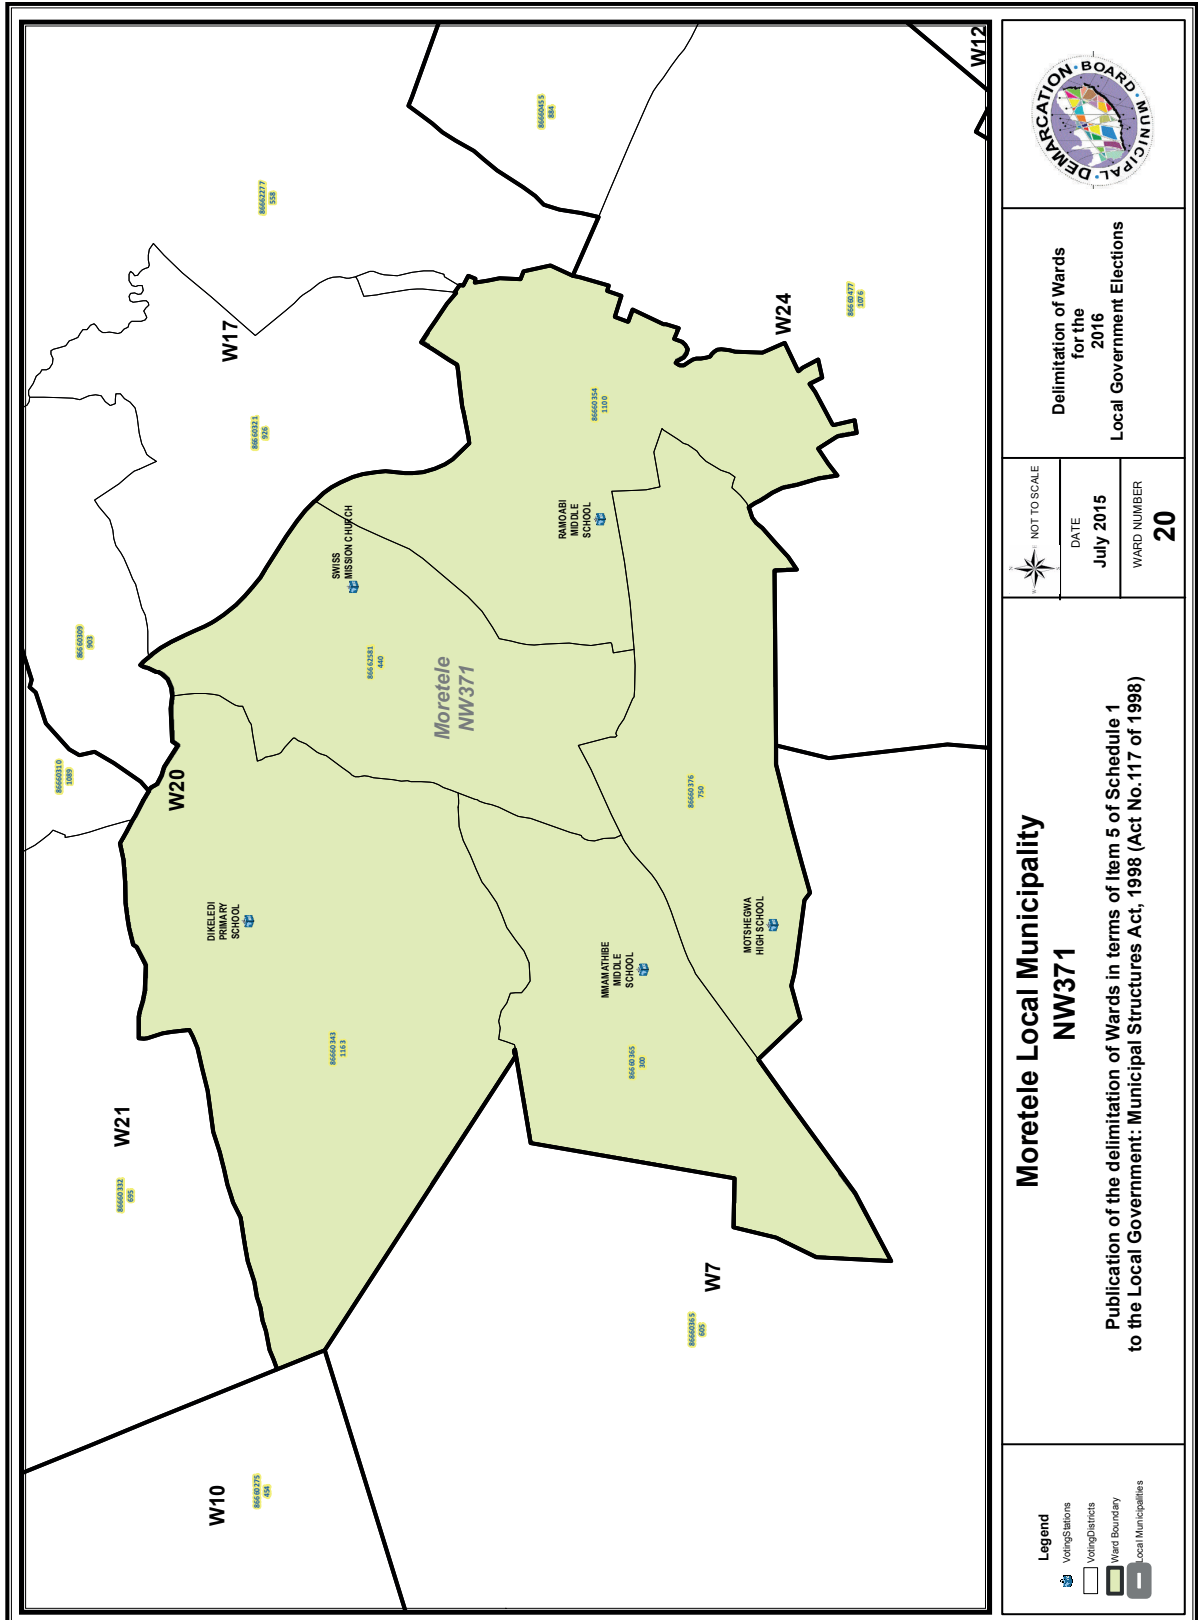 W10
86660275
454
W21
86660332
695
W7
86660365
605
86660343
1163
DIKELEDI
PRIMARY
SCHOOL
W20
86660365
300
MMAMATHIBE
MIDDLE
SCHOOL
MOTSHEGWA
HIGH SCHOOL
86660376
750
Moretele
NW371
86662581
440
SWISS
MISSION CHURCH
RAMOABI
MIDDLE
SCHOOL
86660354
1100
86660310
1089
86660309
903
86660321
926
W17
86662277
558
86660455
884
W24
86660477
1076
W12
Legend
VotingStations
VotingDistricts
Ward Boundary
Local Municipalities
Moretele Local Municipality
NW371
Publication of the delimitation of Wards in terms of Item 5 of Schedule 1
to the Local Government: Municipal Structures Act, 1998 (Act No.117 of 1998)
N
E
S
W
NOT TO SCALE
DATE
July 2015
WARD NUMBER
20
Delimitation of Wards
for the
2016
Local Government Elections
MUNICIPAL · DEMARCATION · BOARD ·